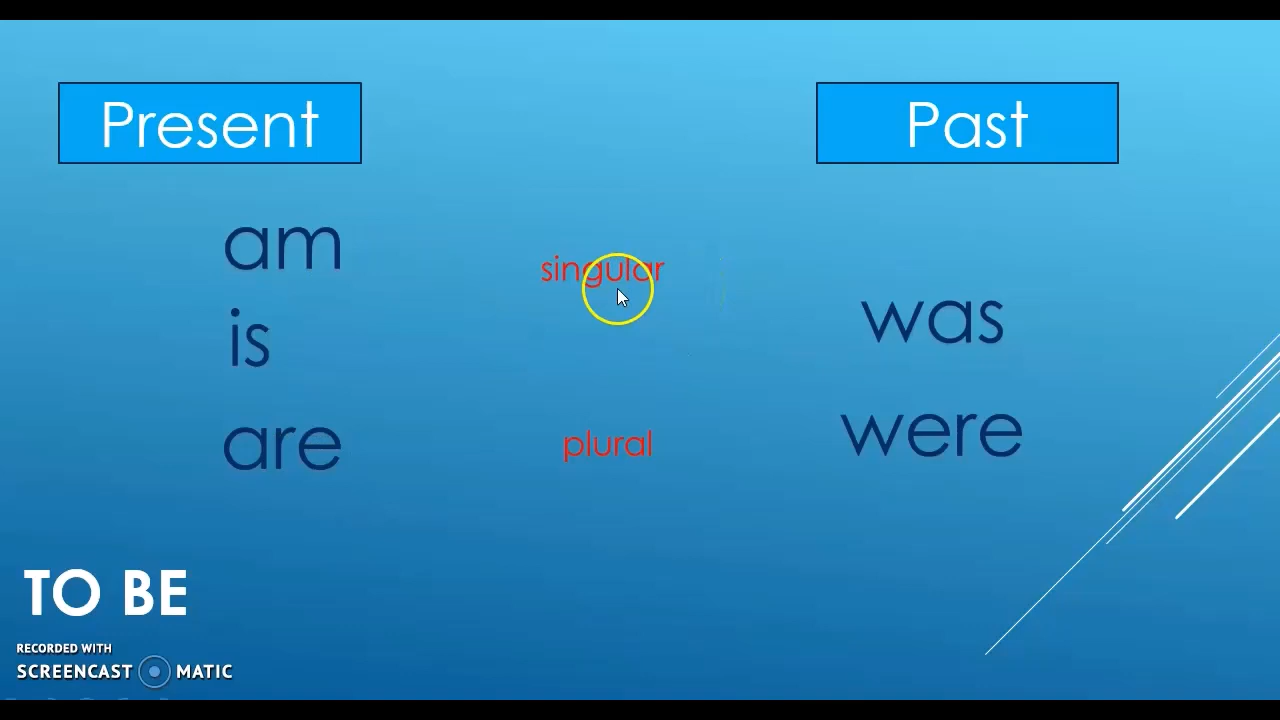 Present
Past
am
singular
is
was
are
plural
were
TO BE
RECORDED WITH
SCREENCAST MATIC